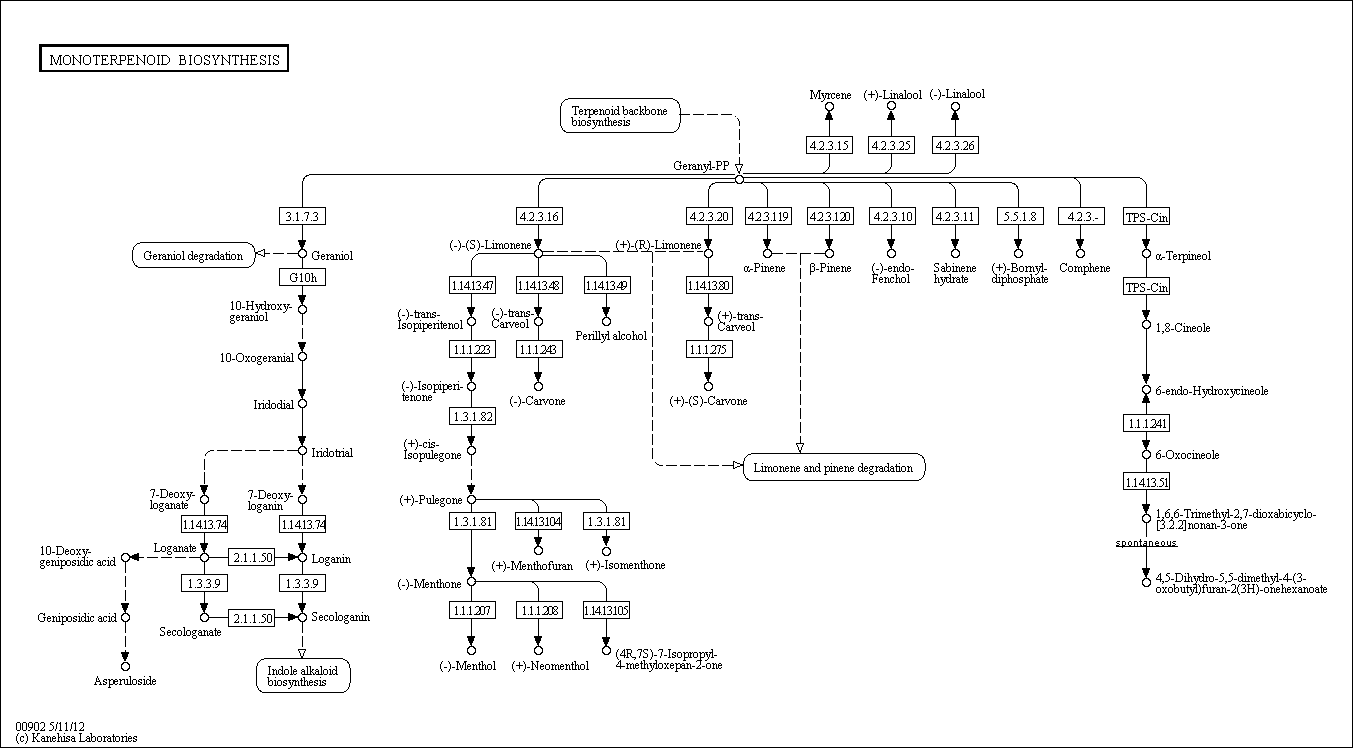 MONOTERPENOID BIOSYNTHESIS
Terpenoid backbone
biosynthesis
Myrcene
(+)-Linalool
(-)-Linalool
4.2.3.15
4.2.3.25
4.2.3.26
Geranyl-PP
3.1.7.3
4.2.3.16
4.2.3.20
4.2.3.119
4.2.3.120
4.2.3.10
4.2.3.11
5.5.1.8
4.2.3.-
TPS-Cin
Geraniol degradation
Geraniol
(-)-(S)-Limonene
(+)-(R)-Limonene
α-Pinene
β-Pinene
(-)-endo-
Fenchol
Sabinene
hydrate
(+)-Bornyl-
diphosphate
Comphene
α-Terpineol
G10h
1.14.13.47
1.14.13.48
1.14.13.49
1.14.13.80
TPS-Cin
10-Hydroxy-
geraniol
(-)-trans-
Isopiperitenol
(-)-trans-
Carveol
Perillyl alcohol
(+)-trans-
Carveol
1,8-Cineole
10-Oxogeranial
1.1.1.223
1.1.1.243
1.1.1.275
(-)-Isopiperi-
tenone
(-)-Carvone
(+)-(S)-Carvone
6-endo-Hydroxycineole
Iridodial
1.3.1.82
1.1.1.241
Iridotrial
(+)-cis-
Isopulegone
Limonene and pinene degradation
6-Oxocineole
1.14.13.51
7-Deoxy-
loganate
7-Deoxy-
loganin
(+)-Pulegone
1.14.13.74
1.14.13.74
1.3.1.81
1.14.13.104
1.3.1.81
1,6,6-Trimethyl-2,7-dioxabicyclo-
[3.2.2]nonan-3-one
spontaneous
10-Deoxy-
geniposidic acid
Loganate
2.1.1.50
Loganin
(+)-Menthofuran
(+)-Isomenthone
1.3.3.9
1.3.3.9
(-)-Menthone
4,5-Dihydro-5,5-dimethyl-4-(3-
oxobutyl)furan-2(3H)-onehexanoate
1.1.1.207
1.1.1.208
1.14.13.105
Geniposidic acid
Secologanate
2.1.1.50
Secologanin
(-)-Menthol
(+)-Neomenthol
(4R,7S)-7-Isopropyl-
4-methyloxepan-2-one
Asperuloside
Indole alkaloid
biosynthesis
00902 5/11/12
(c) Kanehisa Laboratories